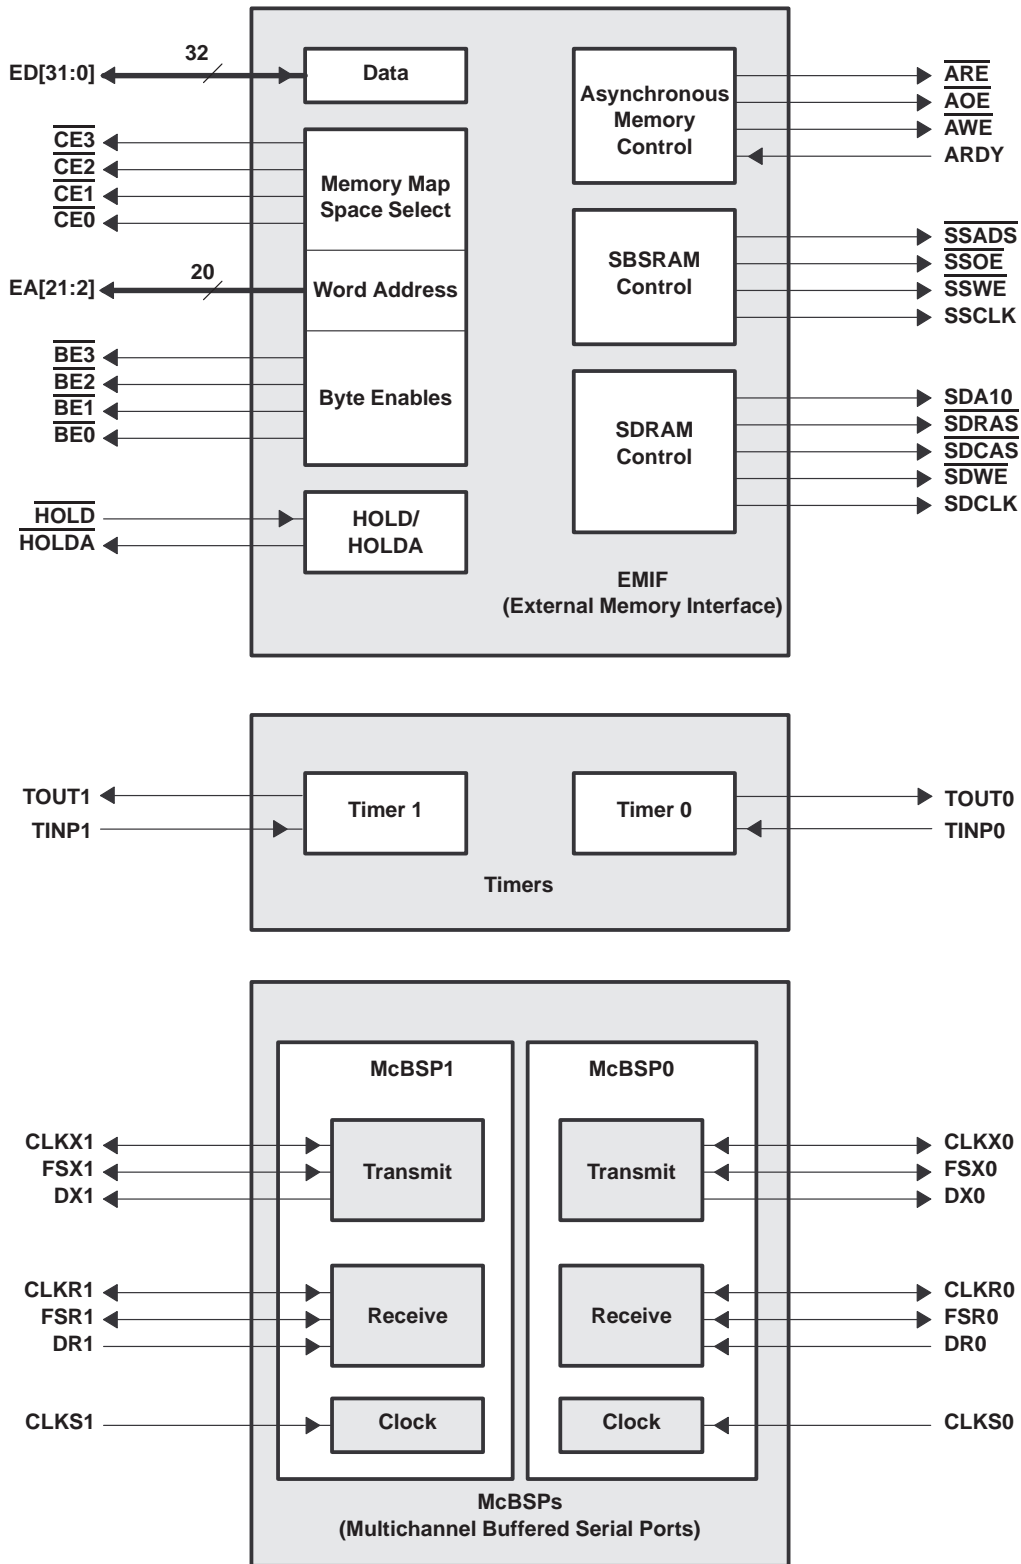 32
ED[31:0]
Data
CE3
CE2
CE1
CE0
Memory Map
Space Select
20
EA[21:2]
Word Address
BE3
BE2
BE1
BE0
Byte Enables
HOLD
HOLDA
HOLD/
HOLDA
Asynchronous
Memory
Control
ARE
AOE
AWE
ARDY
SBSRAM
Control
SSADS
SSOE
SSWE
SSCLK
SDRAM
Control
SDA10
SDRAS
SDCAS
SDWE
SDCLK
EMIF
(External Memory Interface)
TOUT1
TINP1
Timer 1
Timer 0
TOUT0
TINP0
Timers
McBSP1
McBSP0
CLKX1
FSX1
DX1
Transmit
Transmit
CLKX0
FSX0
DX0
CLKR1
FSR1
DR1
Receive
Receive
CLKR0
FSR0
DR0
CLKS1
Clock
Clock
CLKS0
McBSPs
(Multichannel Buffered Serial Ports)